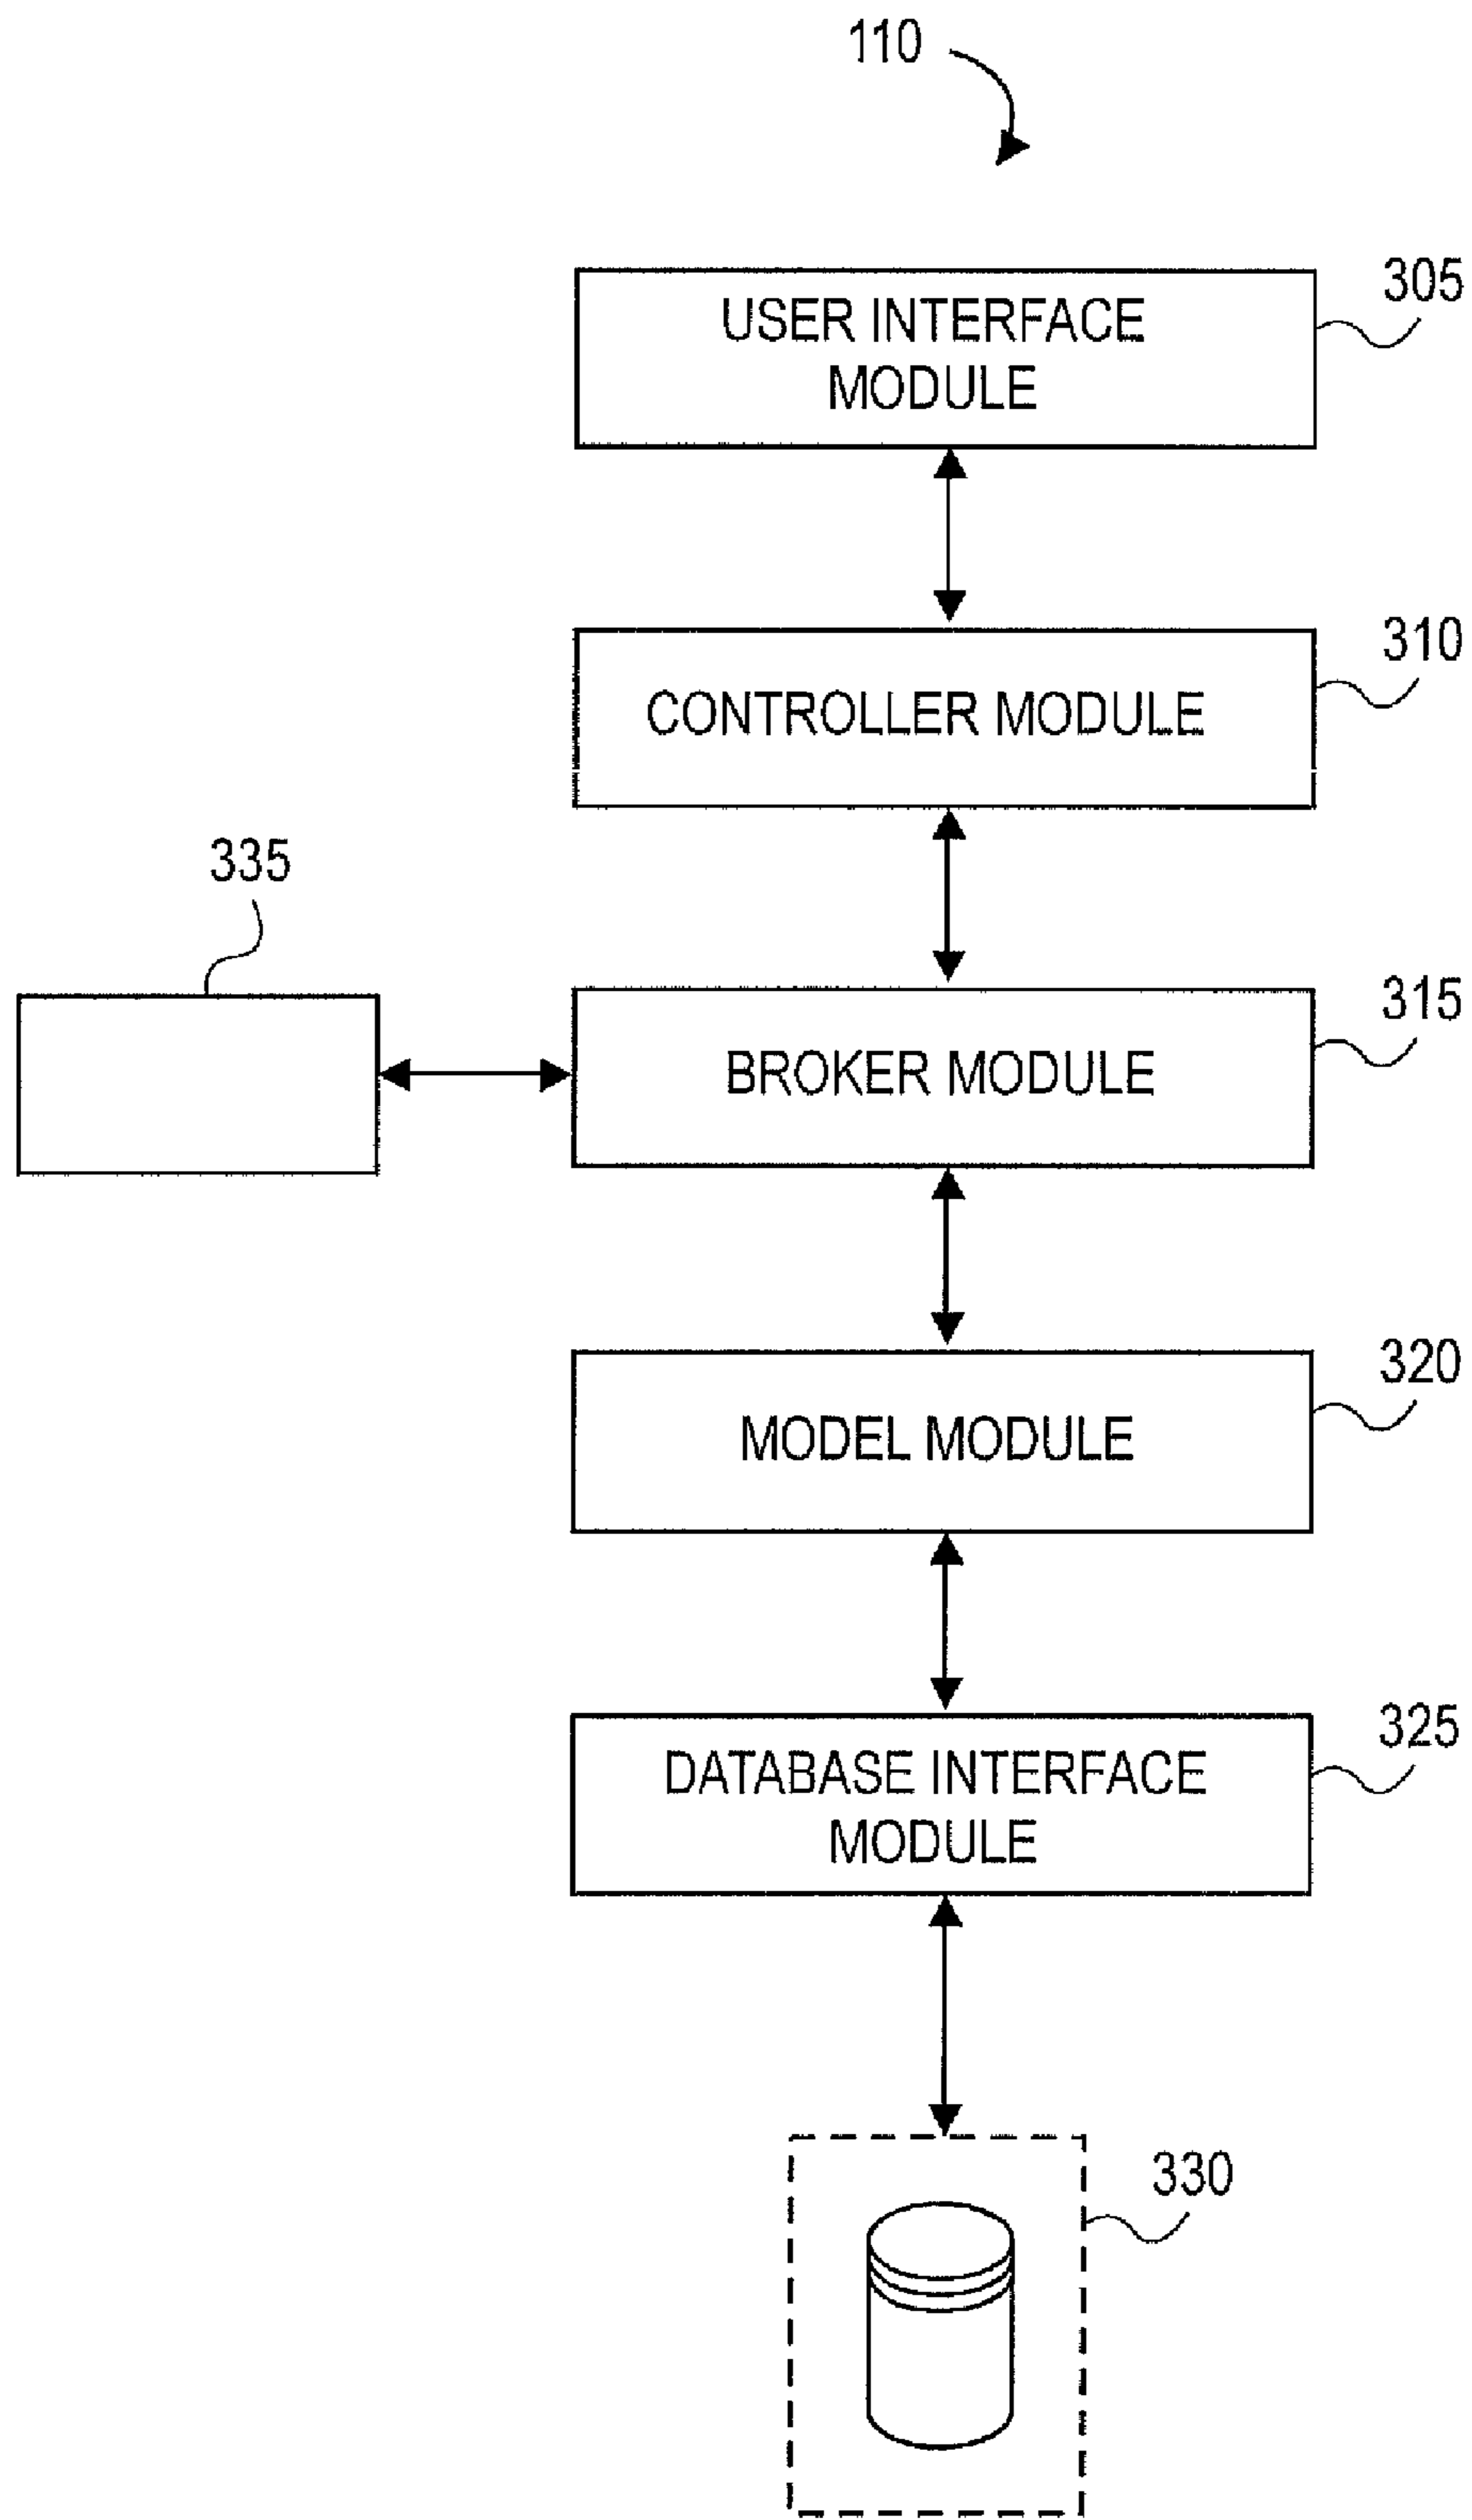 110
305
USER INTERFACE
MODULE
310
CONTROLLER MODULE
335
315
BROKER MODULE
320
MODEL MODULE
325
DATABASE INTERFACE
MODULE
330